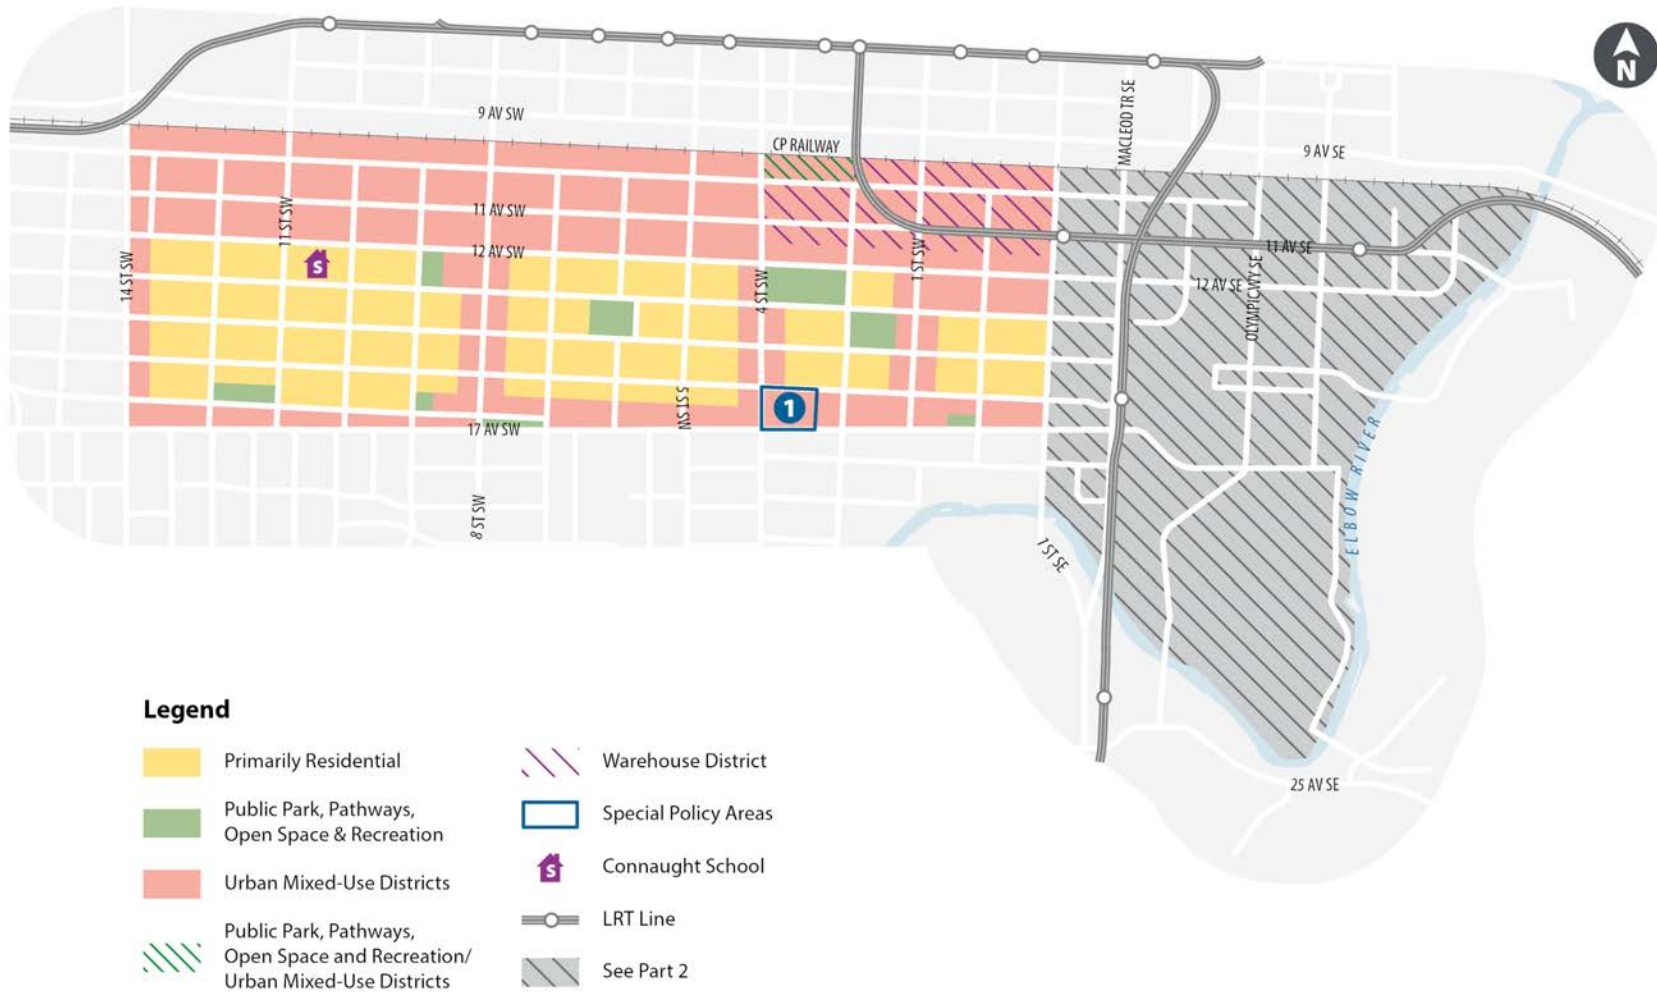 N
9 AV SW
MACLEOD TR SE
CP RAILWAY
9 AV SE
11 ST SW
11 AV SW
12 AV SW
14 ST SW
S
4 ST SW
1 ST SW
11 AV SE
12 AV SE
OLYMPIC WY SE
5 ST SW
1
17 AV SW
8 ST SW
1 ST SE
ELBOW RIVER
25 AV SE
Legend
Primarily Residential
Public Park, Pathways,
Open Space & Recreation
Urban Mixed-Use Districts
Public Park, Pathways,
Open Space and Recreation/
Urban Mixed-Use Districts
Warehouse District
Special Policy Areas
S
Connaught School
LRT Line
See Part 2